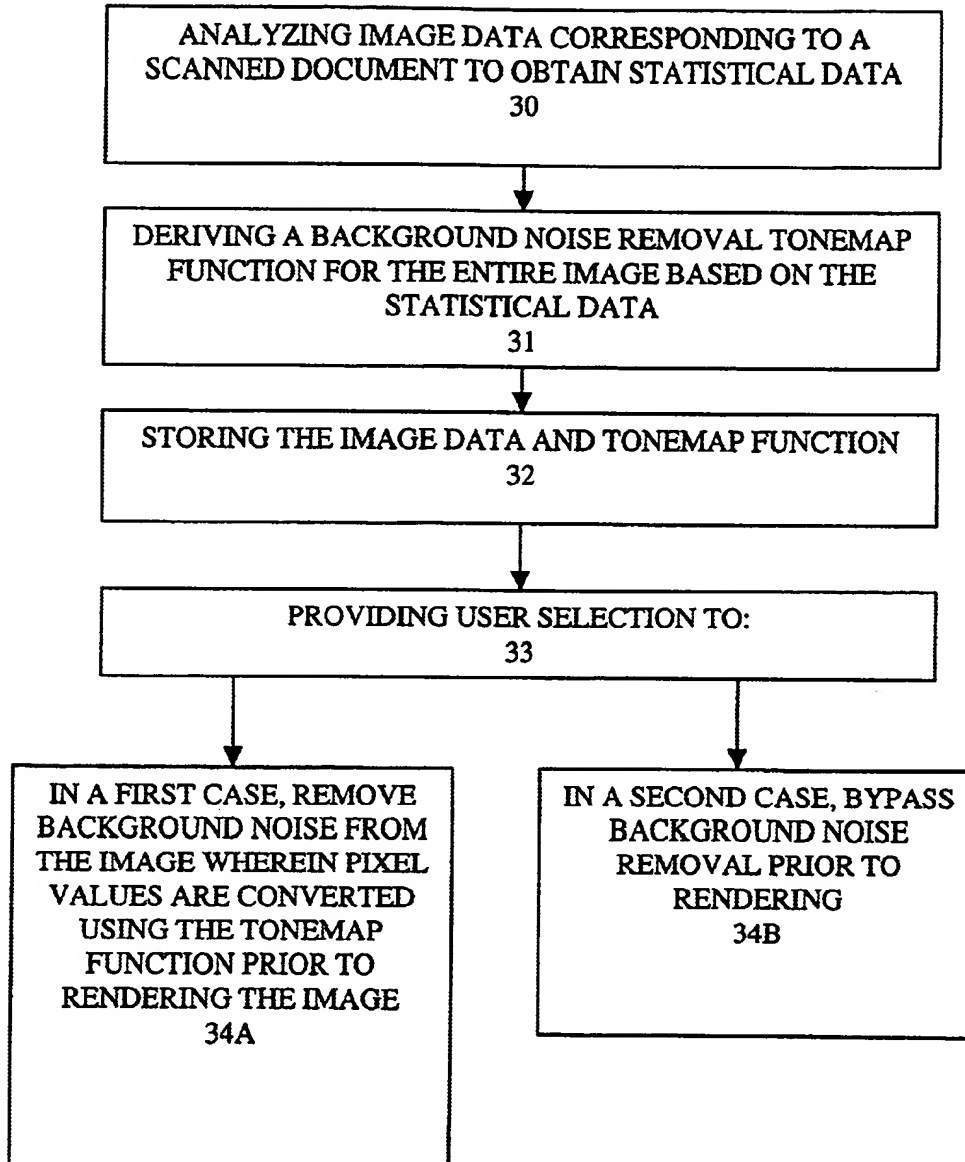 ANALYZING IMAGE DATA CORRESPONDING TO A
SCANNED DOCUMENT TO OBTAIN STATISTICAL DATA
30
DERIVING A BACKGROUND NOISE REMOVAL TONEMAP
FUNCTION FOR THE ENTIRE IMAGE BASED ON THE
STATISTICAL DATA
31
STORING THE IMAGE DATA AND TONEMAP FUNCTION
32
PROVIDING USER SELECTION TO:
33
IN A FIRST CASE, REMOVE
BACKGROUND NOISE FROM
THE IMAGE WHEREIN PIXEL
VALUES ARE CONVERTED
USING THE TONEMAP
FUNCTION PRIOR TO
RENDERING THE IMAGE
34A
IN A SECOND CASE, BYPASS
BACKGROUND NOISE
REMOVAL PRIOR TO
RENDERING
34B